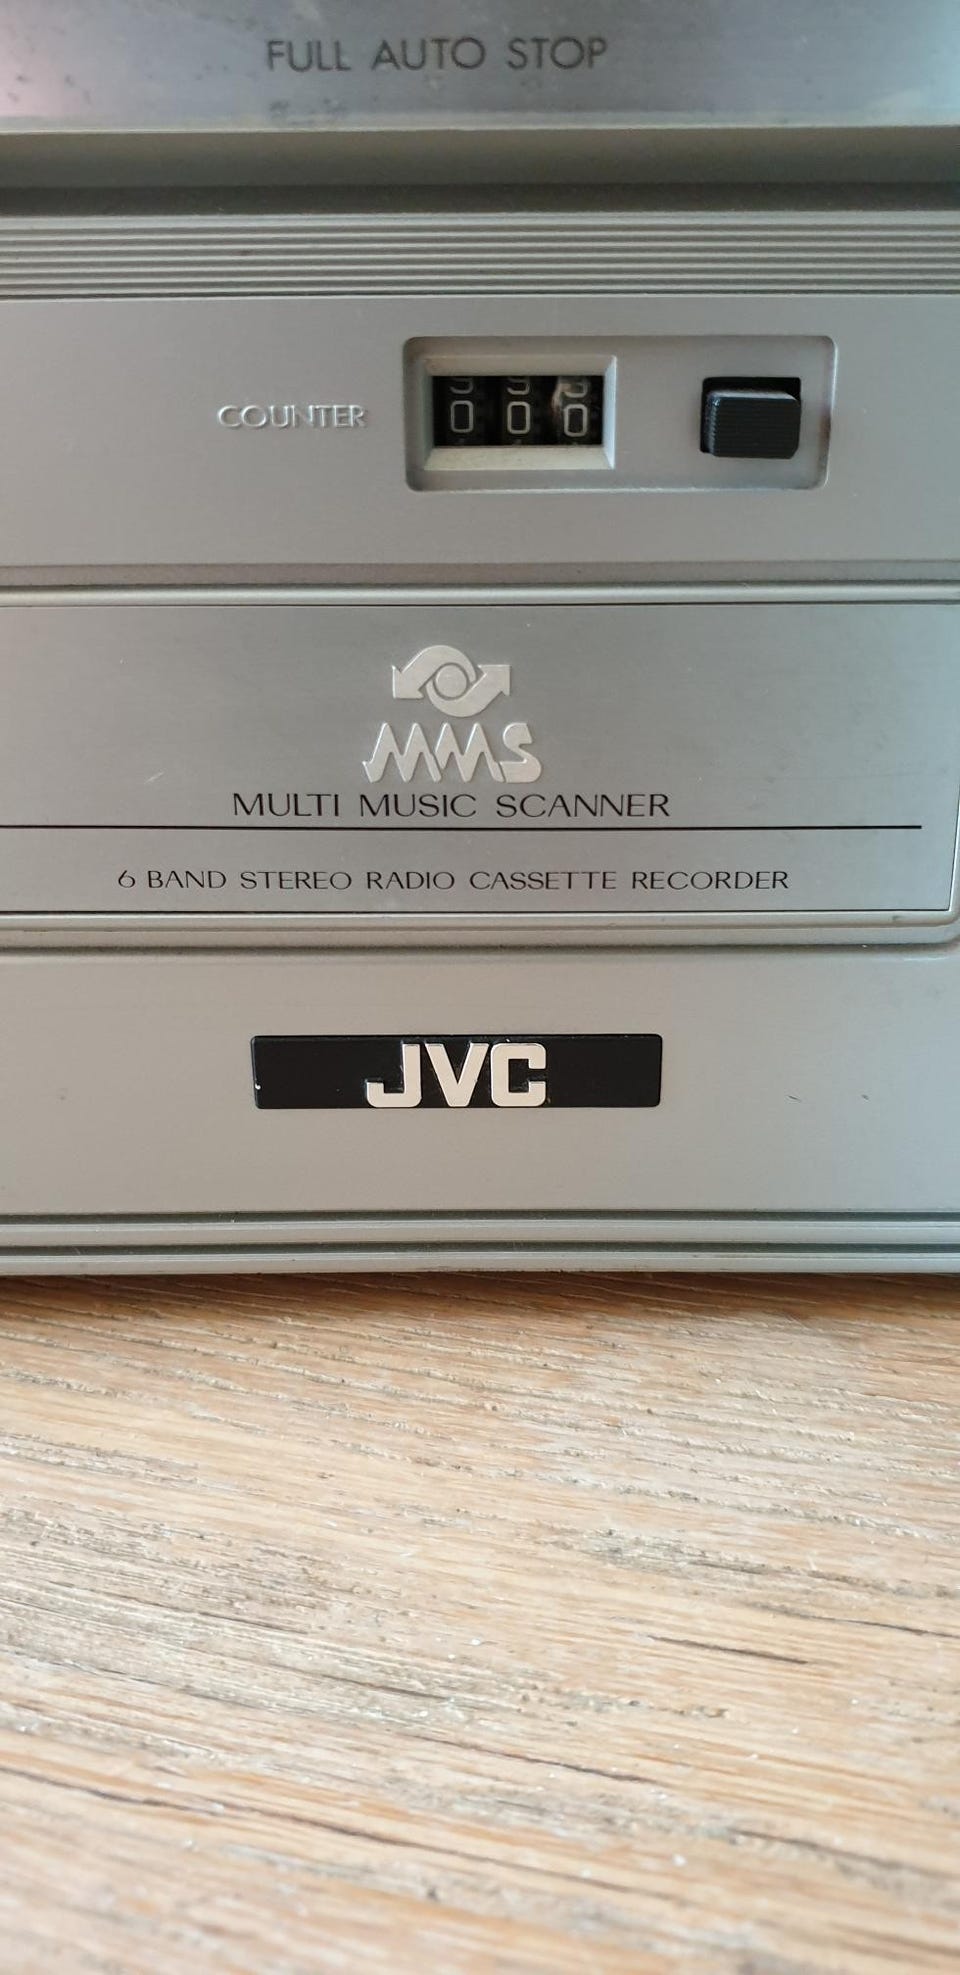 FULL AUTO STOP
COUNTER 000
MMS
MULTI MUSIC SCANNER
6 BAND STEREO RADIO CASSETTE RECORDER
JVC